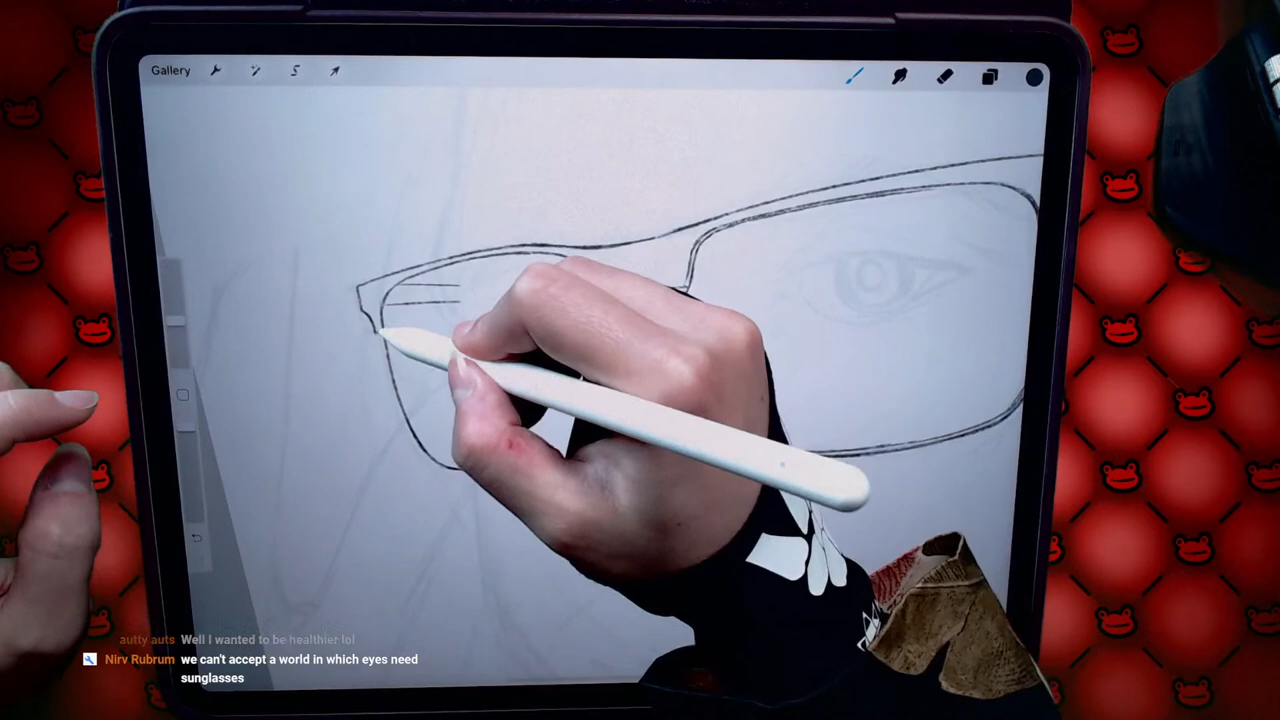 Gallery
autty auts Well I wanted to be healthier lol
Nirv Rubrum we can't accept a world in which eyes need
sunglasses